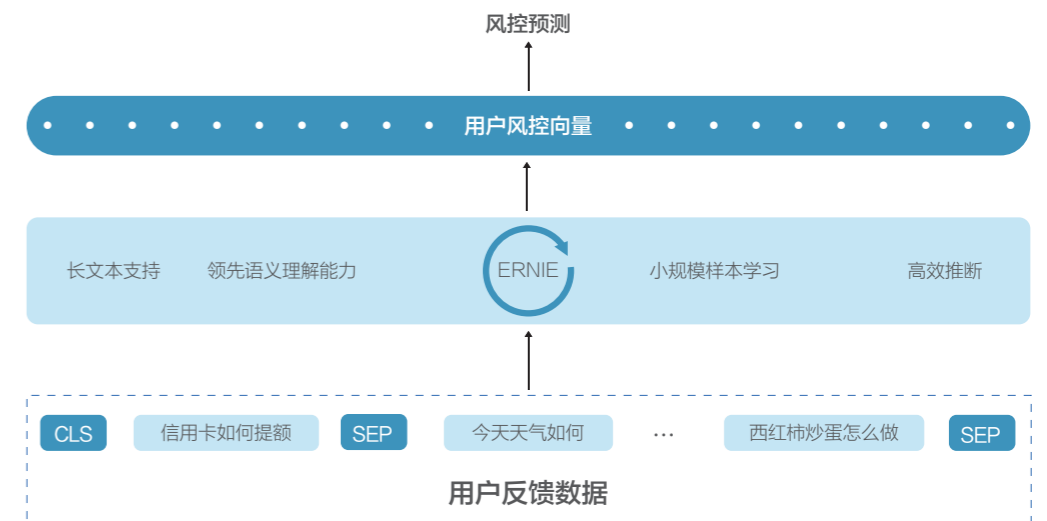 风控预测
用户风控向量
长文本支持 领先语义理解能力 ERNIE 小规模样本学习 高效推断
CLS 信用卡如何提额 SEP 今天天气如何 … 西红柿炒蛋怎么做 SEP
用户反馈数据